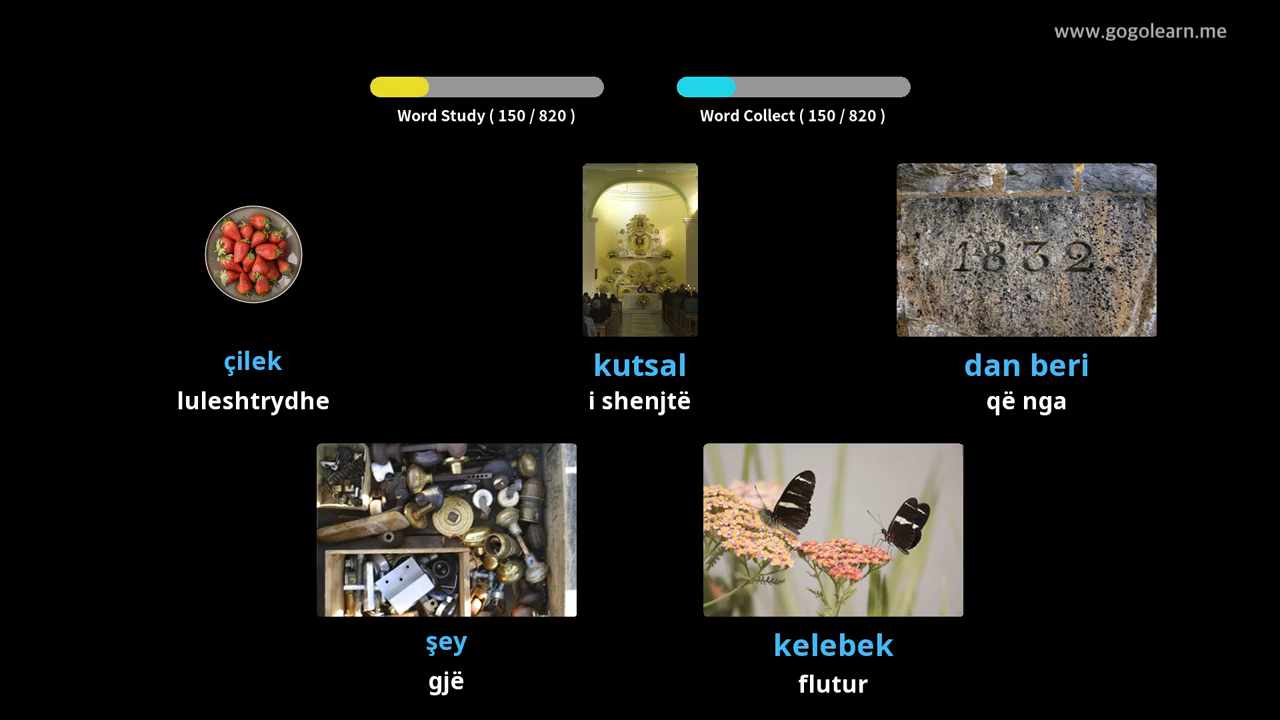 www.gogolearn.me
Word Study ( 150 / 820 )
Word Collect ( 150 / 820 )
1832.
çilek
luleshtrydhe
kutsal
i shenjtë
dan beri
që nga
şey
gjë
kelebek
flutur